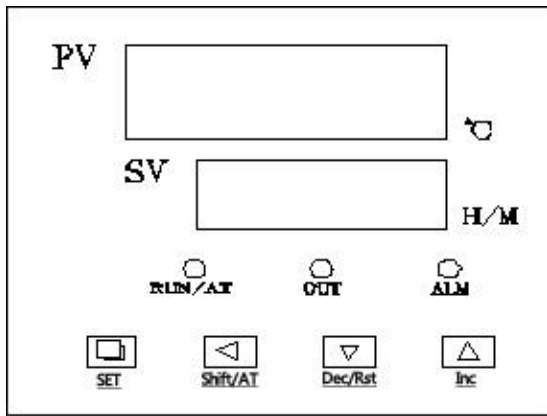 PV
℃
SV
H/M
RUN/AT OUT ALM
SET Shift/AT Dec/Rst Inc